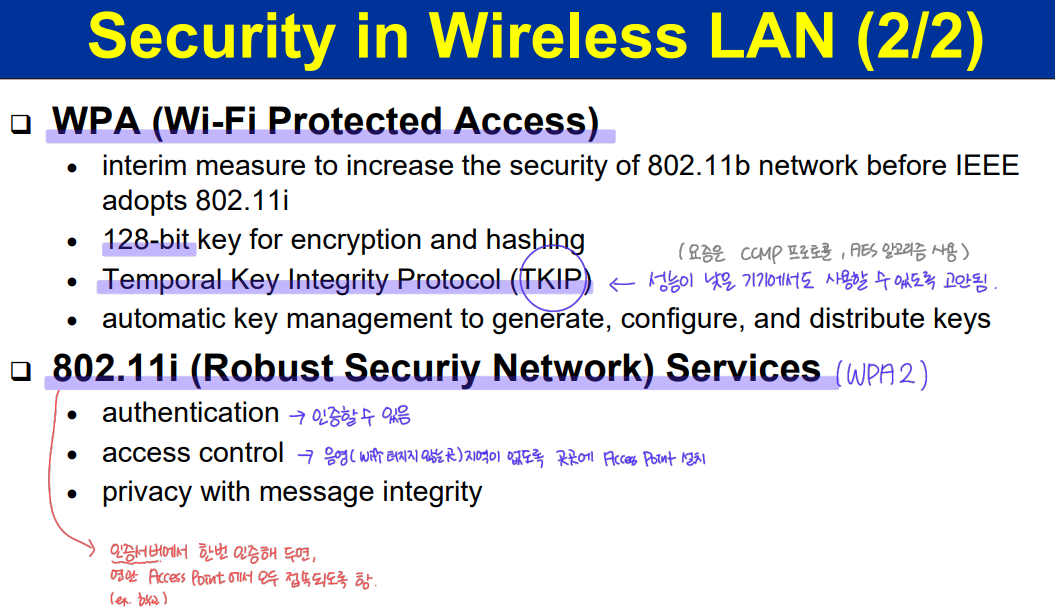 Security in Wireless LAN (2/2)
❑ WPA (Wi-Fi Protected Access)
• interim measure to increase the security of 802.11b network before IEEE
adopts 802.11i
• 128-bit key for encryption and hashing
(요즘은 CCMP 프로토콜, AES 알고리즘 사용)
• Temporal Key Integrity Protocol (TKIP) ← 성능이 낮은 기기에서도 사용할 수 있도록 고안됨.
• automatic key management to generate, configure, and distribute keys
❑ 802.11i (Robust Securiy Network) Services (WPA2)
• authentication → 인증할 수 있음
• access control → 음영(wifi 터지지 않는곳)지역이 없도록 곳곳에 Access Point 설치
• privacy with message integrity
인증서버에서 한번 인증해 두면,
Access Point에서 모두 접속되도록 함.
(ex. 학교)